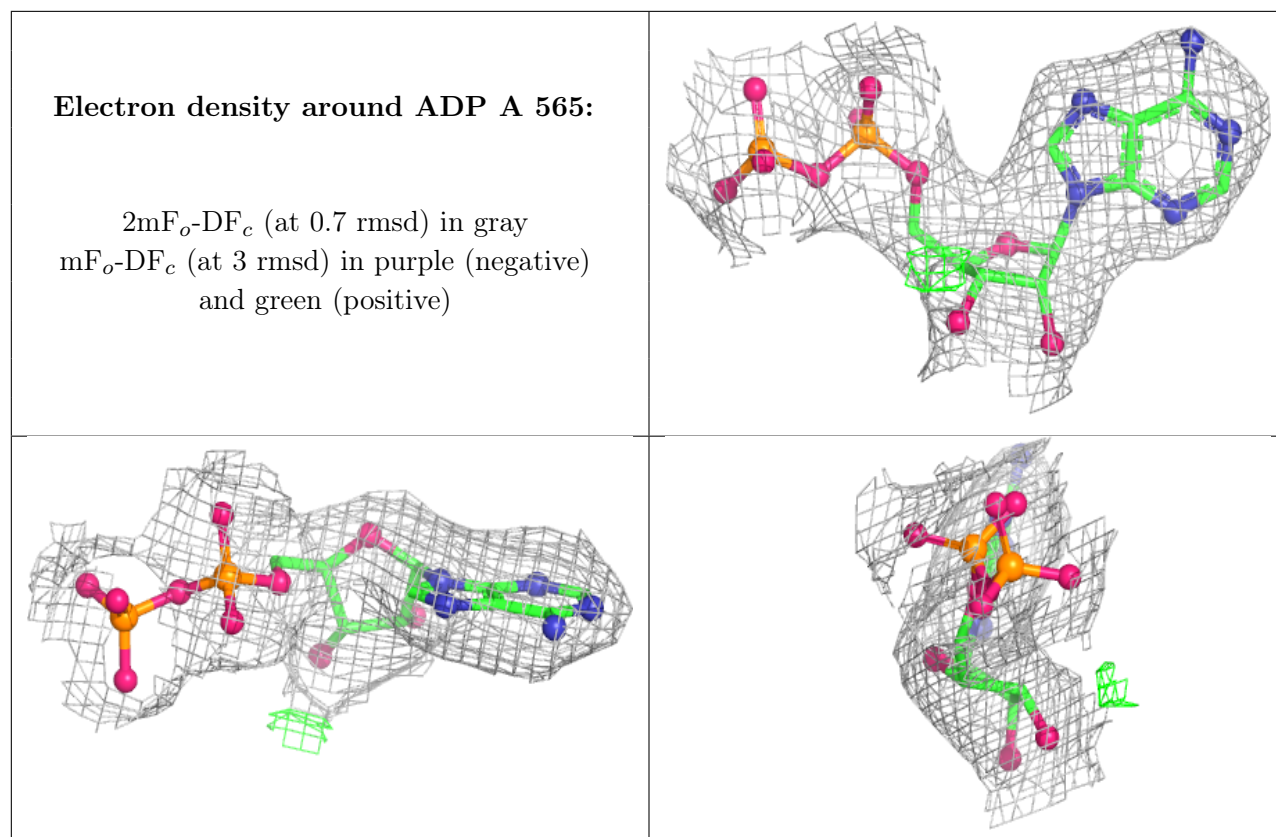 Electron density around ADP A 565:
2mFₒ-DF𝒸 (at 0.7 rmsd) in gray
mFₒ-DF𝒸 (at 3 rmsd) in purple (negative)
and green (positive)